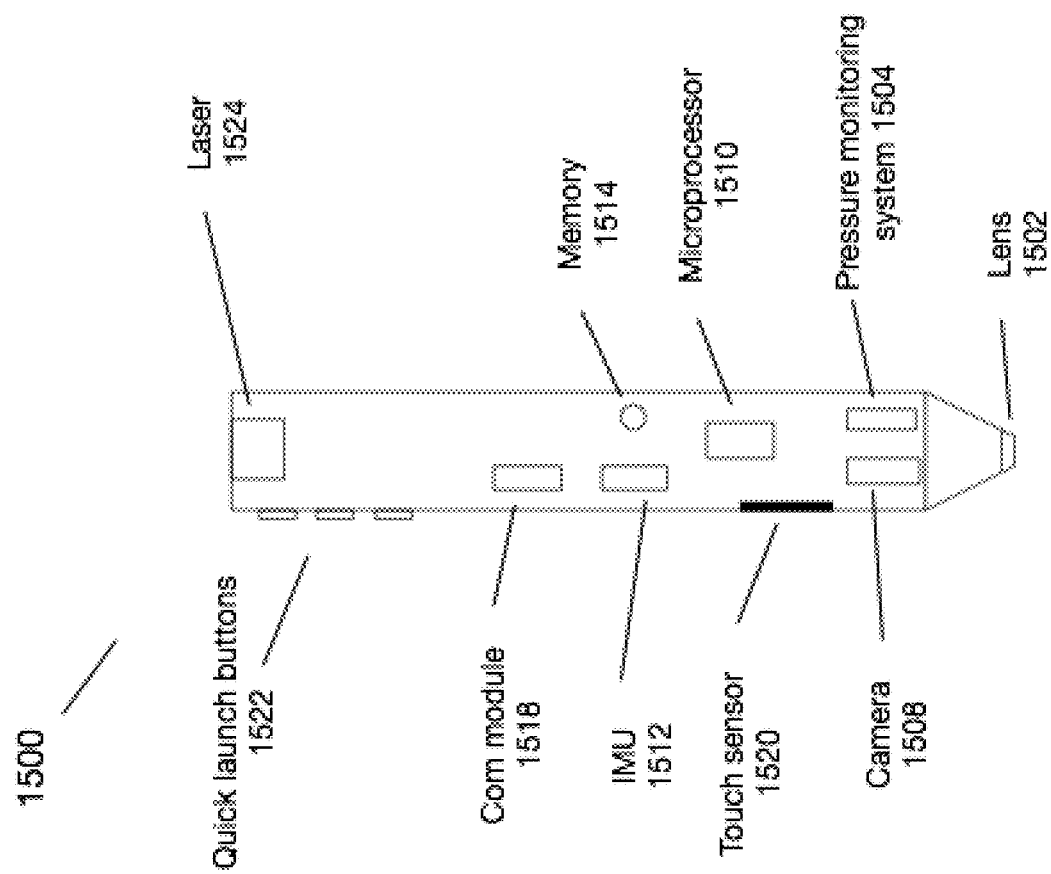 1500
Quick launch buttons
1522
Com module
1518
IMU
1512
Touch sensor
1520
Camera
1508
Laser
1524
Memory
1514
Microprocessor
1510
Pressure monitoring
system 1504
Lens
1502